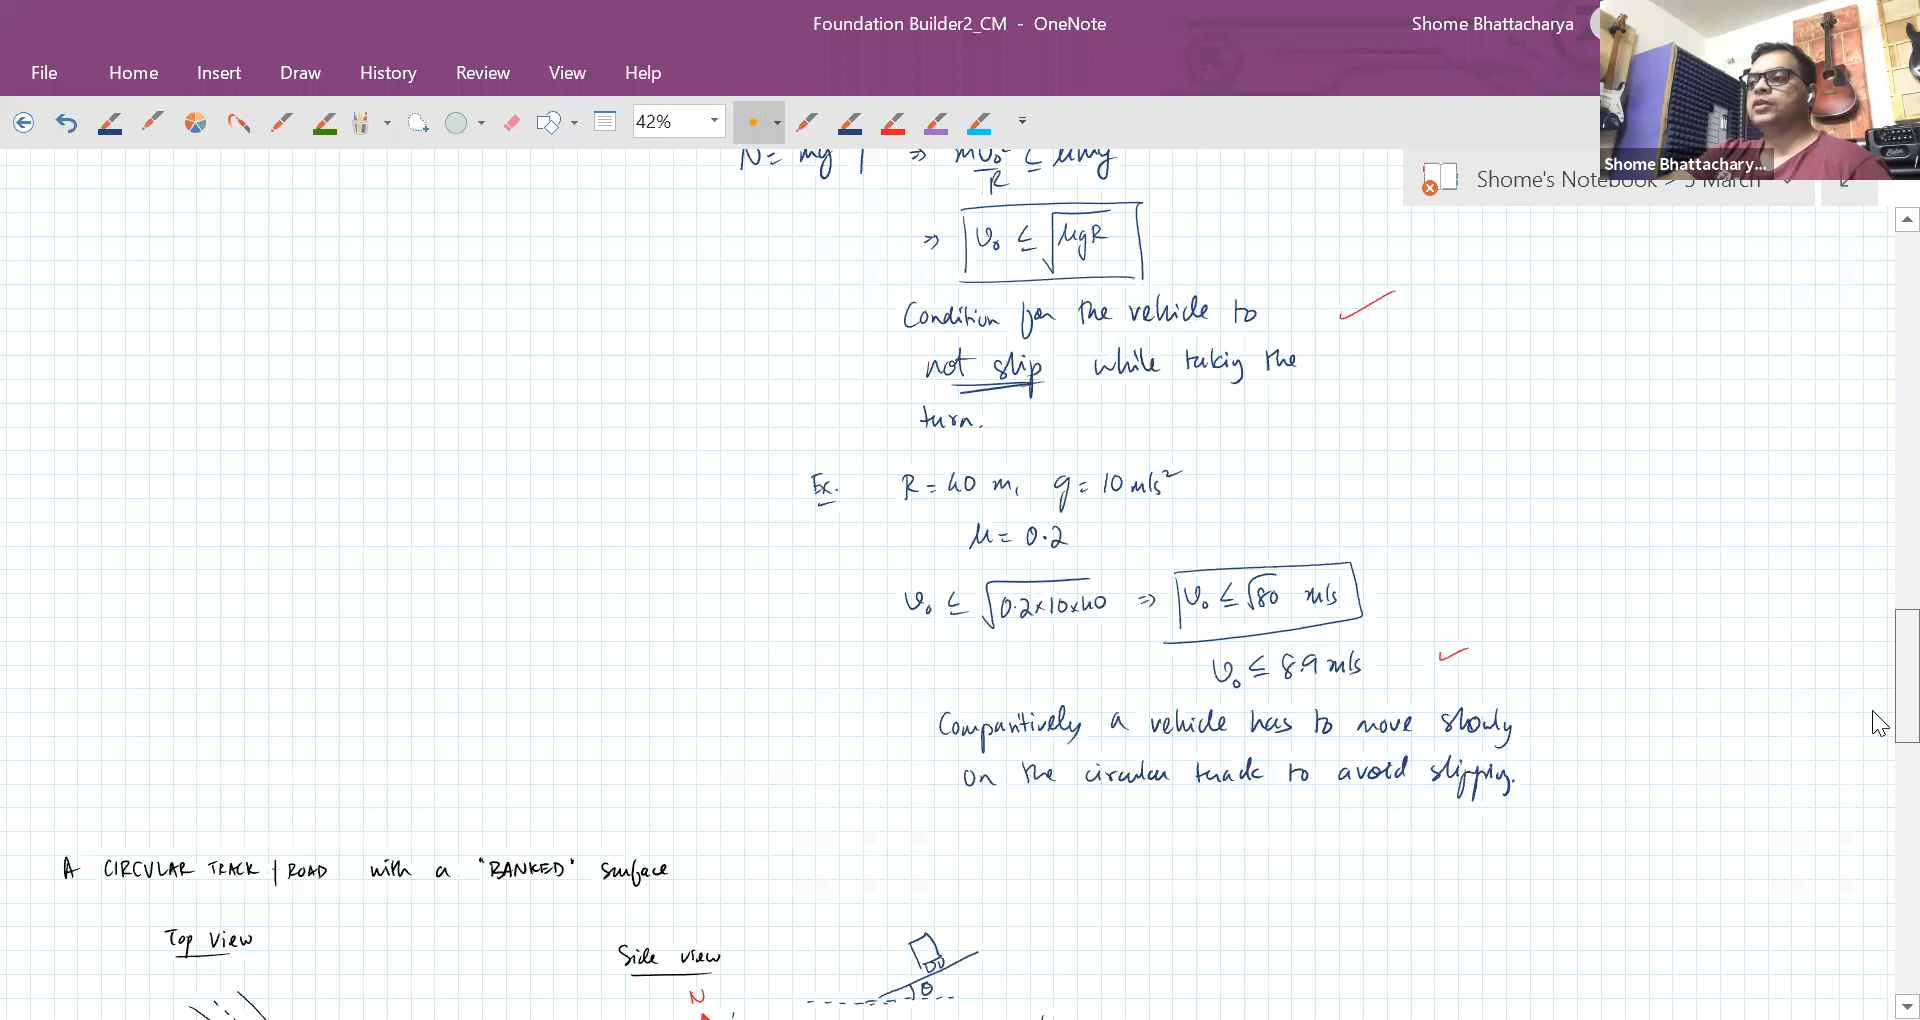 Foundation Builder2_CM - OneNote
Shome Bhattacharya
File Home Insert Draw History Review View Help
42%
Shome Bhattachary...
Shome's Notebook > 5 March
N = mg | ⇒ mv₀²/R ≤ μmg
⇒ v₀ ≤ √μgR
Condition for the vehicle to
not slip while taking the
turn.
Ex. R = 40 m, g = 10 m/s²
μ = 0.2
v₀ ≤ √0.2×10×40 ⇒ v₀ ≤ √80 m/s
v₀ ≤ 8.9 m/s
Comparitively a vehicle has to move slowly
on the circular track to avoid slipping.
A CIRCULAR TRACK / ROAD with a "BANKED" surface
Top View
Side view
N
θ